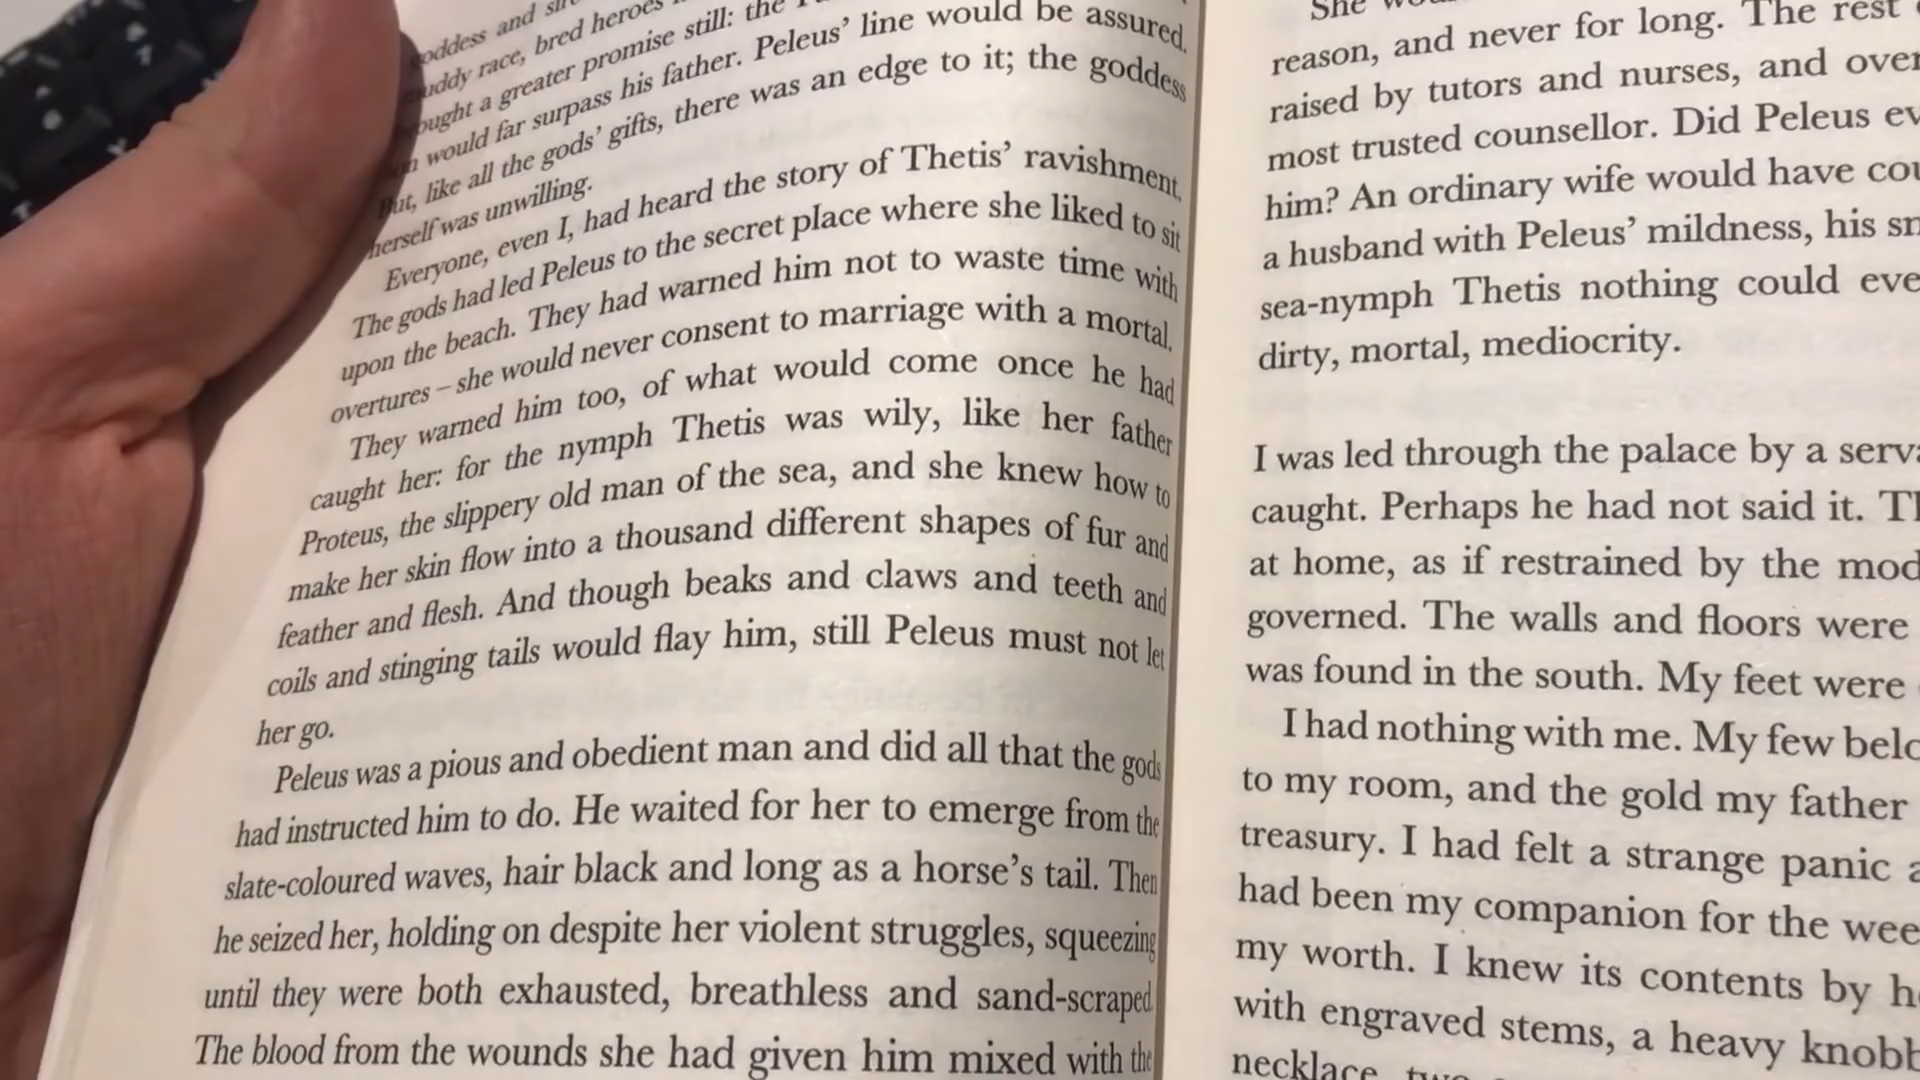 goddess and
muddy race, bred heroes
brought a greater promise still: the
son would far surpass his father. Peleus’ line would be assured.
But, like all the gods’ gifts, there was an edge to it; the goddess
herself was unwilling.
Everyone, even I, had heard the story of Thetis’ ravishment.
The gods had led Peleus to the secret place where she liked to sit
upon the beach. They had warned him not to waste time with
overtures – she would never consent to marriage with a mortal.
They warned him too, of what would come once he had
caught her: for the nymph Thetis was wily, like her father
Proteus, the slippery old man of the sea, and she knew how to
make her skin flow into a thousand different shapes of fur and
feather and flesh. And though beaks and claws and teeth and
coils and stinging tails would flay him, still Peleus must not let
her go.
Peleus was a pious and obedient man and did all that the gods
had instructed him to do. He waited for her to emerge from the
slate-coloured waves, hair black and long as a horse’s tail. Then
he seized her, holding on despite her violent struggles, squeezing
until they were both exhausted, breathless and sand-scraped.
The blood from the wounds she had given him mixed with the
She
reason, and never for long. The rest
raised by tutors and nurses, and over
most trusted counsellor. Did Peleus ev
him? An ordinary wife would have cou
a husband with Peleus’ mildness, his sm
sea-nymph Thetis nothing could eve
dirty, mortal, mediocrity.
I was led through the palace by a serva
caught. Perhaps he had not said it. Th
at home, as if restrained by the mod
governed. The walls and floors were
was found in the south. My feet were
I had nothing with me. My few belo
to my room, and the gold my father
treasury. I had felt a strange panic a
had been my companion for the wee
my worth. I knew its contents by he
with engraved stems, a heavy knobb
necklace, two